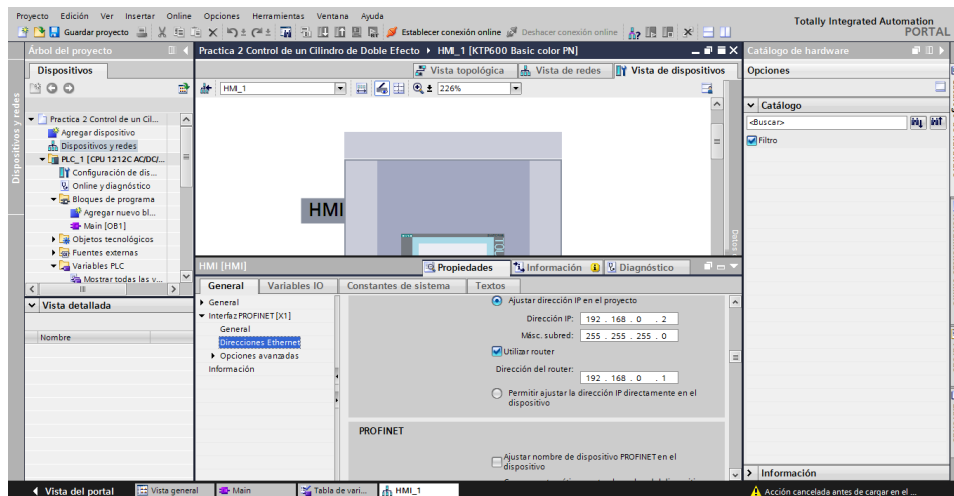 Proyecto Edición Ver Insertar Online Opciones Herramientas Ventana Ayuda
Totally Integrated Automation
PORTAL
Guardar proyecto Establecer conexión online Deshacer conexión online
Árbol del proyecto
Dispositivos
Dispositivos y redes
Practica 2 Control de un Cil...
Agregar dispositivo
Dispositivos y redes
PLC_1 [CPU 1212C AC/DC/...
Configuración de dis...
Online y diagnóstico
Bloques de programa
Agregar nuevo bl...
Main [OB1]
Objetos tecnológicos
Fuentes externas
Variables PLC
Mostrar todas las v...
Vista detallada
Nombre
Practica 2 Control de un Cilindro de Doble Efecto HMI_1 [KTP600 Basic color PN]
Vista topológica Vista de redes Vista de dispositivos
HMI_1 226%
HMI
HMI [HMI]
Propiedades Información Diagnóstico
General Variables IO Constantes de sistema Textos
General
Interfaz PROFINET [X1]
General
Direcciones Ethernet
Opciones avanzadas
Información
Ajustar dirección IP en el proyecto
Dirección IP: 192 . 168 . 0 . 2
Másc. subred: 255 . 255 . 255 . 0
Utilizar router
Dirección del router: 192 . 168 . 0 . 1
Permitir ajustar la dirección IP directamente en el
dispositivo
PROFINET
Ajustar nombre de dispositivo PROFINET en el
dispositivo
Catálogo de hardware
Opciones
Catálogo
<Buscar>
Filtro
Información
Vista del portal Vista general Main Tabla de vari... HMI_1 Acción cancelada antes de cargar en el ...